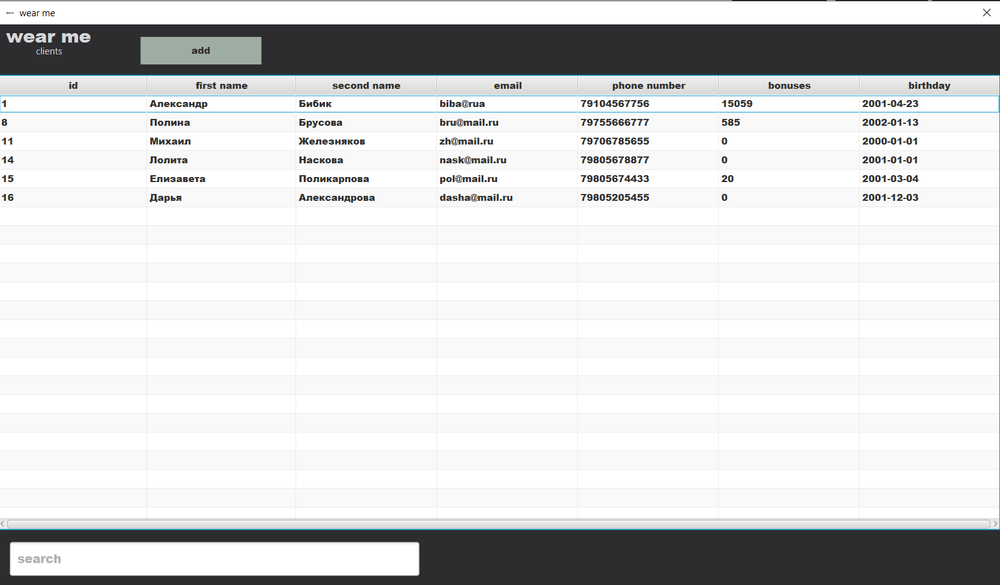 wear me
wear me
clients
add
id first name second name email phone number bonuses birthday
1 Александр Бибик biba@rua 79104567756 15059 2001-04-23
8 Полина Брусова bru@mail.ru 79755666777 585 2002-01-13
11 Михаил Железняков zh@mail.ru 79706785655 0 2000-01-01
14 Лолита Наскова nask@mail.ru 79805678877 0 2001-01-01
15 Елизавета Поликарпова pol@mail.ru 79805674433 20 2001-03-04
16 Дарья Александрова dasha@mail.ru 79805205455 0 2001-12-03
search